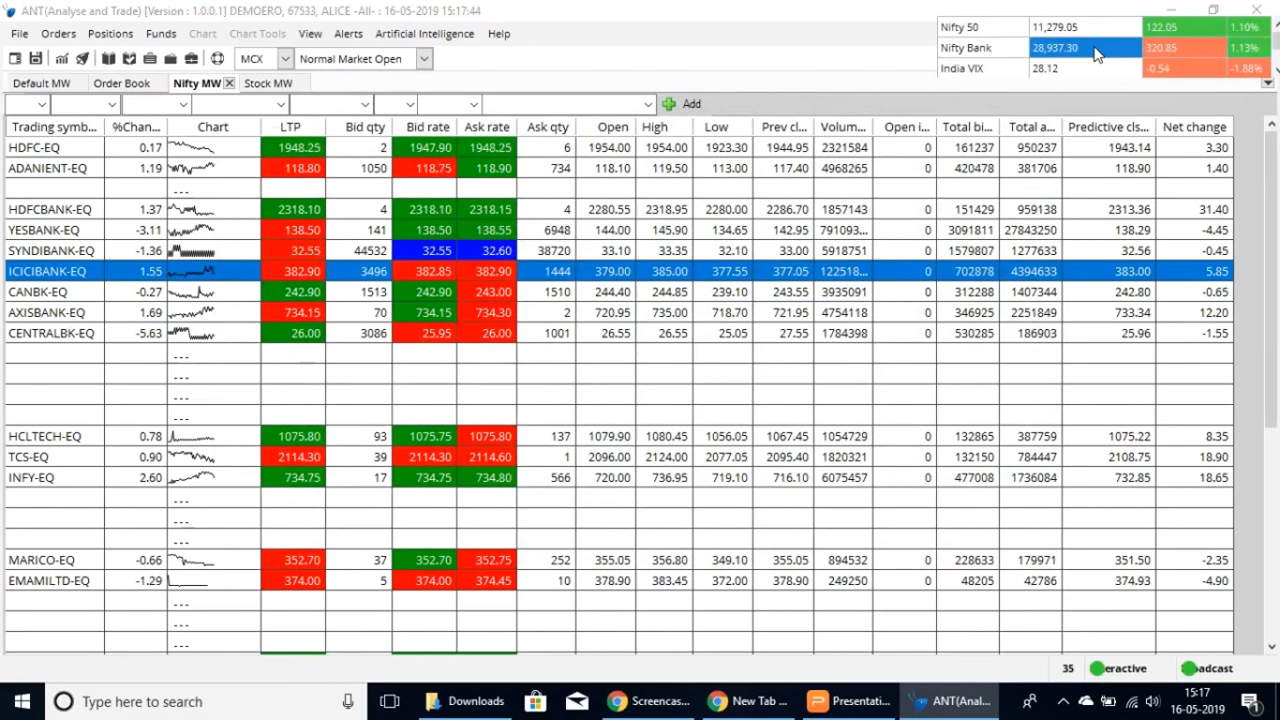 ANT(Analyse and Trade) [Version : 1.0.0.1] DEMOERO, 67533, ALICE -All- : 16-05-2019 15:17:44
Orders Positions Funds Chart Chart Tools View Alerts Artificial Intelligence Help
File
Nifty 50 11,279.05 122.05 1.10%
Nifty Bank 28,937.30 320.85 1.13%
India VIX 28.12 -0.54 -1.88%
MCX Normal Market Open
Default MW Order Book Nifty MW Stock MW
Add
Trading symb... %Chan... Chart LTP Bid qty Bid rate Ask rate Ask qty Open High Low Prev cl... Volum... Open i... Total bi... Total a... Predictive cls... Net change
HDFC-EQ 0.17 1948.25 2 1947.90 1948.25 6 1954.00 1954.00 1923.30 1944.95 2321584 0 161237 950237 1943.14 3.30
ADANIENT-EQ 1.19 118.80 1050 118.75 118.90 734 118.10 119.50 113.00 117.40 4968265 0 420478 381706 118.90 1.40
---
HDFCBANK-EQ 1.37 2318.10 4 2318.10 2318.15 4 2280.55 2318.95 2280.00 2286.70 1857143 0 151429 959138 2313.36 31.40
YESBANK-EQ -3.11 138.50 141 138.50 138.55 6948 144.00 145.90 134.65 142.95 791093... 0 3091811 27843250 138.29 -4.45
SYNDIBANK-EQ -1.36 32.55 44532 32.55 32.60 38720 33.10 33.35 32.10 33.00 5918751 0 1579807 1277633 32.56 -0.45
ICICIBANK-EQ 1.55 382.90 3496 382.85 382.90 1444 379.00 385.00 377.55 377.05 122518... 0 702878 4394633 383.00 5.85
CANBK-EQ -0.27 242.90 1513 242.90 243.00 1510 244.40 244.85 239.10 243.55 3935091 0 312288 1407344 242.80 -0.65
AXISBANK-EQ 1.69 734.15 70 734.15 734.30 2 720.95 735.00 718.70 721.95 4754118 0 346925 2251849 733.34 12.20
CENTRALBK-EQ -5.63 26.00 3086 25.95 26.00 1001 26.55 26.55 25.05 27.55 1784398 0 530285 186903 25.96 -1.55
---
---
---
---
HCLTECH-EQ 0.78 1075.80 93 1075.75 1075.80 137 1079.90 1080.45 1056.05 1067.45 1054729 0 132865 387759 1075.22 8.35
TCS-EQ 0.90 2114.30 39 2114.30 2114.60 1 2096.00 2124.00 2077.05 2095.40 1820321 0 132150 784447 2108.75 18.90
INFY-EQ 2.60 734.75 17 734.75 734.80 566 720.00 736.95 719.10 716.10 6075457 0 477008 1736084 732.85 18.65
---
---
---
MARICO-EQ -0.66 352.70 37 352.70 352.75 252 355.05 356.80 349.10 355.05 894532 0 228633 179971 351.50 -2.35
EMAMILTD-EQ -1.29 374.00 5 374.00 374.45 10 378.90 383.45 372.00 378.90 249250 0 48205 42786 374.93 -4.90
---
---
---
35 eractive adcast
Type here to search Downloads Screencas... New Tab ... Presentati... ANT(Anal... 15:17
16-05-2019